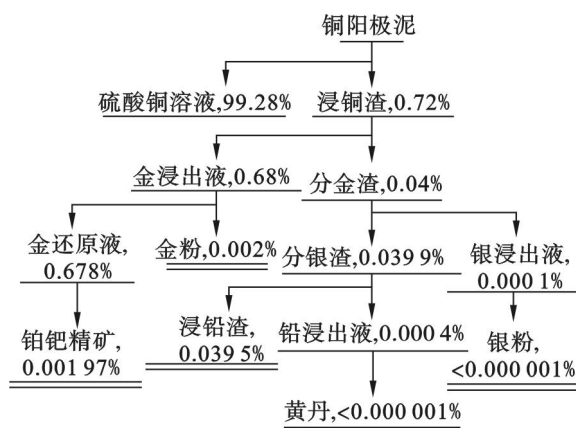 铜阳极泥
硫酸铜溶液,99.28%
浸铜渣,0.72%
金浸出液,0.68%
分金渣,0.04%
金还原液,
0.678%
金粉,0.002%
分银渣,0.039 9%
银浸出液,
0.000 1%
铂钯精矿,
0.001 97%
浸铅渣,
0.039 5%
铅浸出液,0.000 4%
银粉,
<0.000 001%
黄丹,<0.000 001%